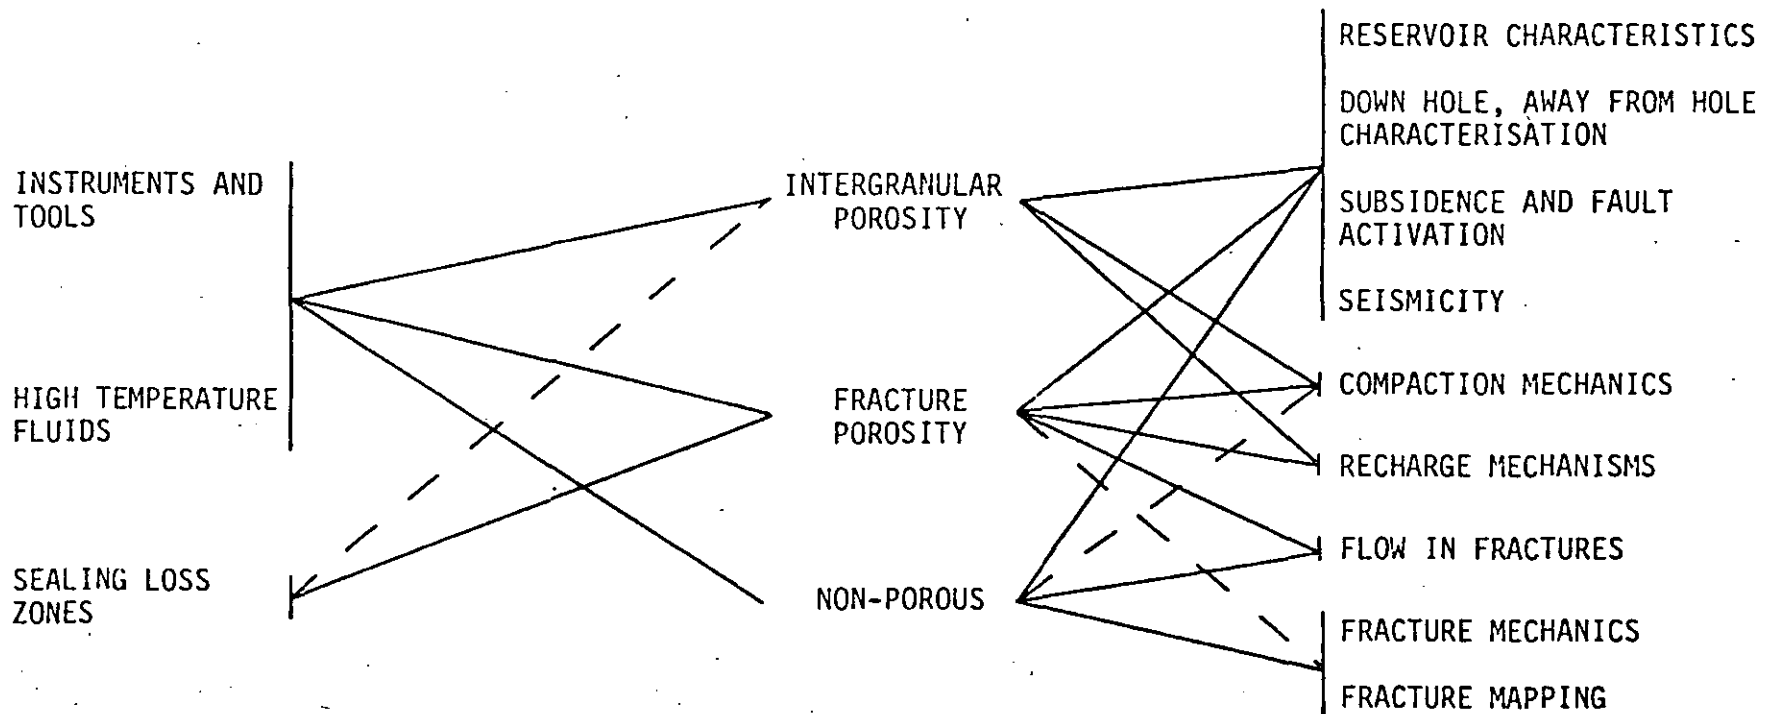 INSTRUMENTS AND
TOOLS
HIGH TEMPERATURE
FLUIDS
SEALING LOSS
ZONES
INTERGRANULAR
POROSITY
FRACTURE
POROSITY
NON-POROUS
RESERVOIR CHARACTERISTICS
DOWN HOLE, AWAY FROM HOLE
CHARACTERISATION
SUBSIDENCE AND FAULT
ACTIVATION
SEISMICITY
COMPACTION MECHANICS
RECHARGE MECHANISMS
FLOW IN FRACTURES
FRACTURE MECHANICS
FRACTURE MAPPING